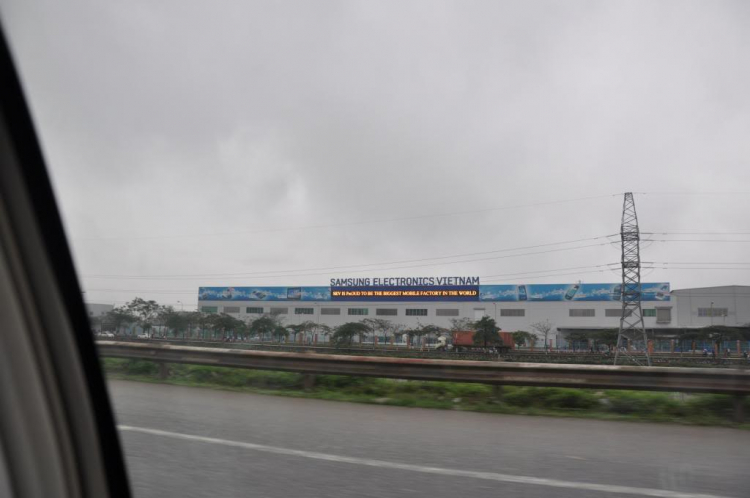 SAMSUNG ELECTRONICS VIETNAM
SEV IS PROUD TO BE THE BIGGEST MOBILE FACTORY IN THE WORLD